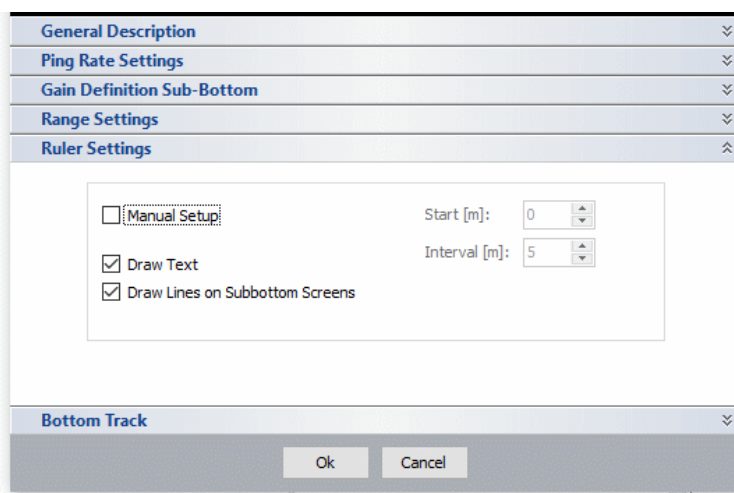 General Description
Ping Rate Settings
Gain Definition Sub-Bottom
Range Settings
Ruler Settings
Manual Setup
Start [m]: 0
Interval [m]: 5
Draw Text
Draw Lines on Subbottom Screens
Bottom Track
Ok Cancel